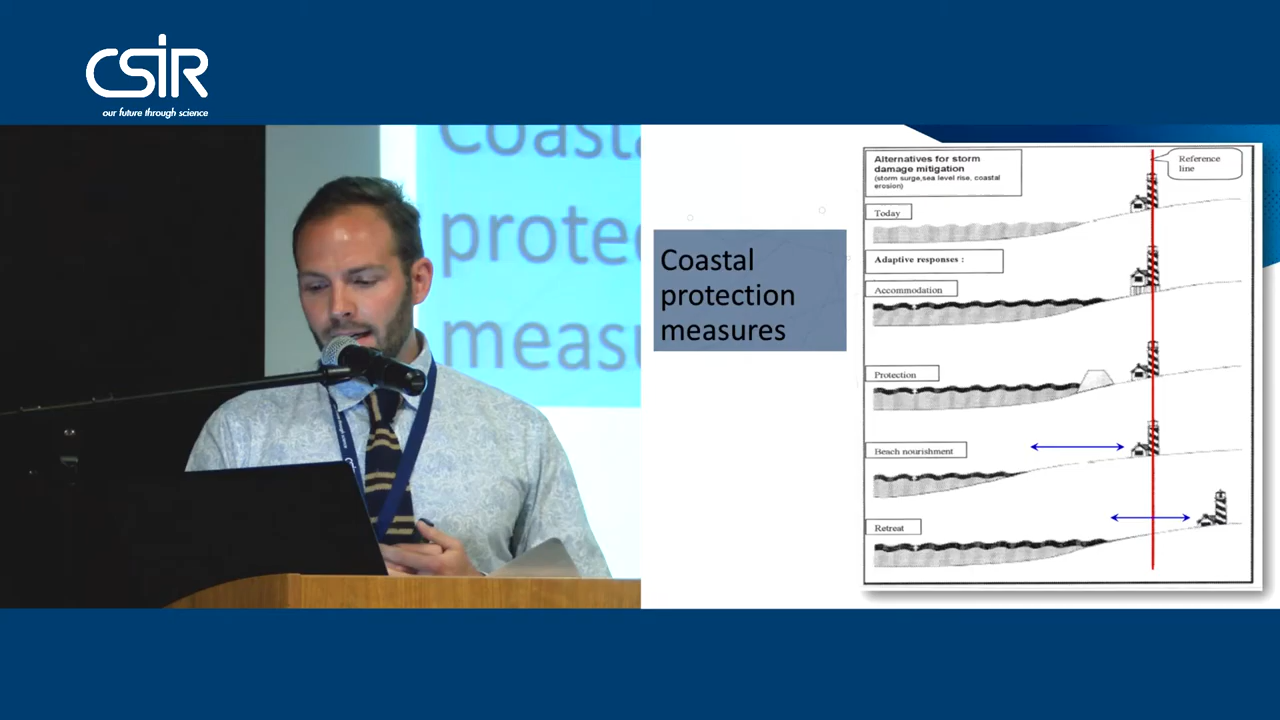 CSIR
our future through science
Coasta
protec
measu
Coastal
protection
measures
Alternatives for storm
damage mitigation
(storm surge,sea level rise, coastal
erosion)
Reference
line
Today
Adaptive responses :
Accommodation
Protection
Beach nourishment
Retreat